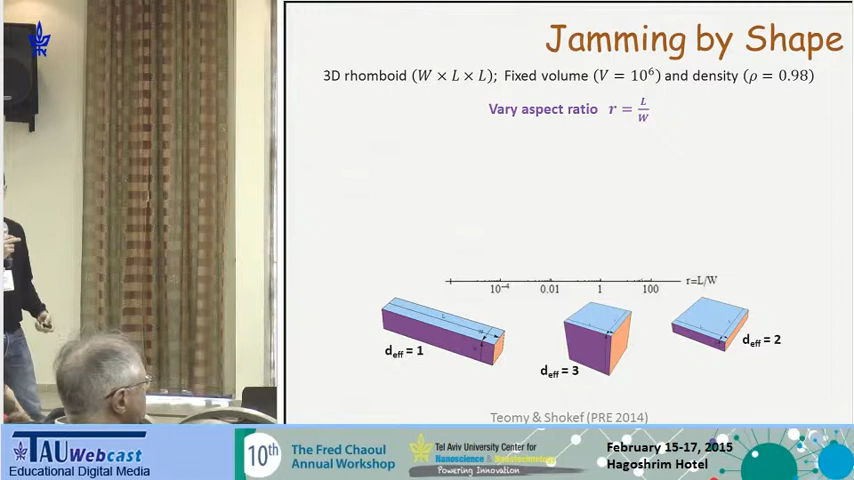 Jamming by Shape
3D rhomboid (W × L × L); Fixed volume (V = 10⁶) and density (ρ = 0.98)
Vary aspect ratio r = L/W
r=L/W
10⁻⁴ 0.01 1 100
d_eff = 1
d_eff = 3
d_eff = 2
Teomy & Shokef (PRE 2014)
TAU Webcast
Educational Digital Media
10th
The Fred Chaoul
Annual Workshop
Tel Aviv University Center for
Nanoscience & Nanotechnology
Powering Innovation
February 15-17, 2015
Hagoshrim Hotel